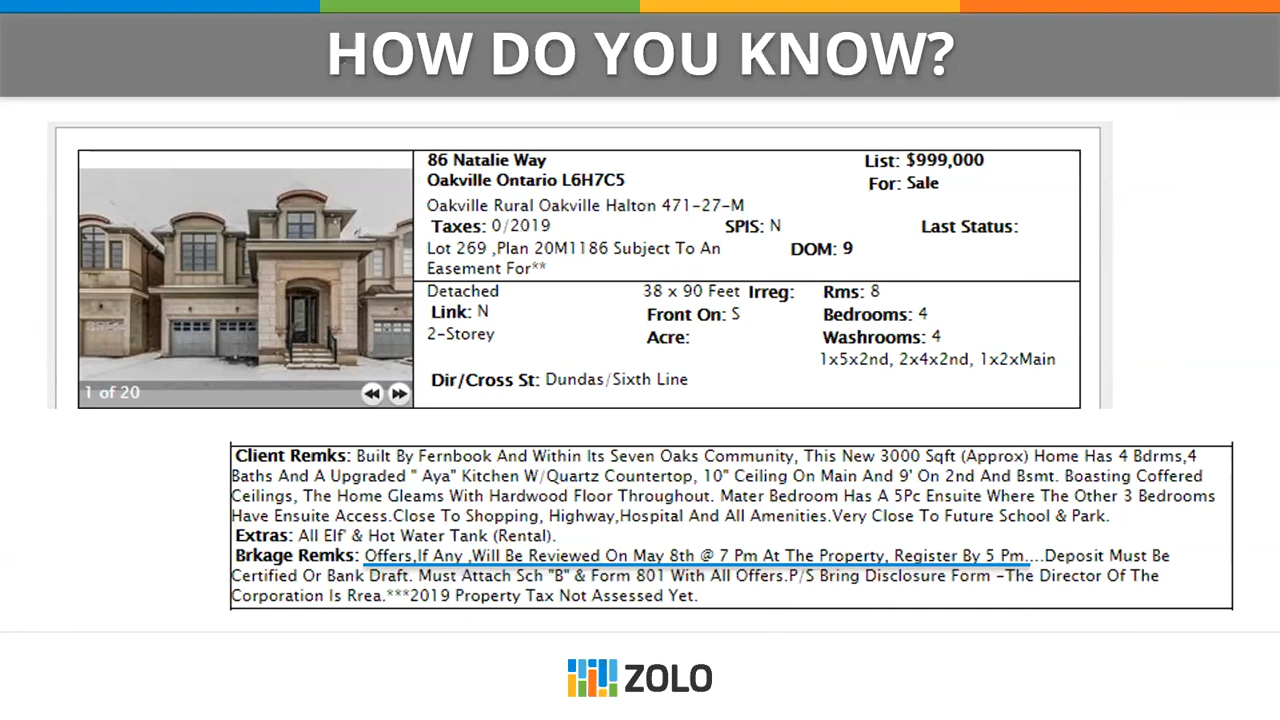 HOW DO YOU KNOW?
86 Natalie Way
List: $999,000
Oakville Ontario L6H7C5
For: Sale
Oakville Rural Oakville Halton 471-27-M
Taxes: 0/2019
SPIS: N
Last Status:
Lot 269 ,Plan 20M1186 Subject To An
Easement For**
DOM: 9
Detached
38 x 90 Feet Irreg:
Rms: 8
Link: N
Front On: S
Bedrooms: 4
2-Storey
Acre:
Washrooms: 4
1x5x2nd, 2x4x2nd, 1x2xMain
Dir/Cross St: Dundas/Sixth Line
1 of 20
Client Remks: Built By Fernbook And Within Its Seven Oaks Community, This New 3000 Sqft (Approx) Home Has 4 Bdrms,4
Baths And A Upgraded " Aya" Kitchen W/Quartz Countertop, 10" Ceiling On Main And 9' On 2nd And Bsmt. Boasting Coffered
Ceilings, The Home Gleams With Hardwood Floor Throughout. Mater Bedroom Has A 5Pc Ensuite Where The Other 3 Bedrooms
Have Ensuite Access.Close To Shopping, Highway,Hospital And All Amenities.Very Close To Future School & Park.
Extras: All Elf' & Hot Water Tank (Rental).
Brkage Remks: Offers,If Any ,Will Be Reviewed On May 8th @ 7 Pm At The Property, Register By 5 Pm....Deposit Must Be
Certified Or Bank Draft. Must Attach Sch "B" & Form 801 With All Offers.P/S Bring Disclosure Form -The Director Of The
Corporation Is Rrea.***2019 Property Tax Not Assessed Yet.
ZOLO